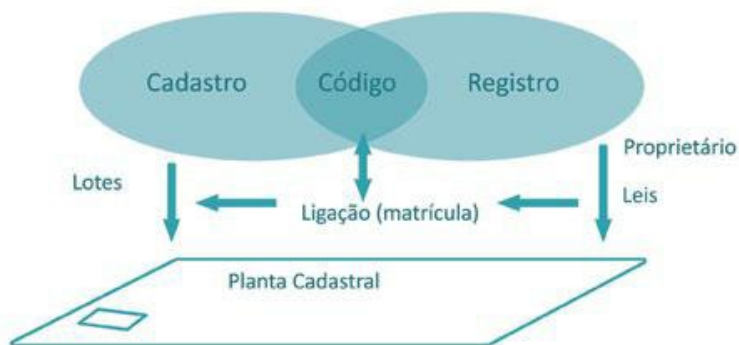 Cadastro
Código
Registro
Lotes
Proprietário
Leis
Ligação (matrícula)
Planta Cadastral